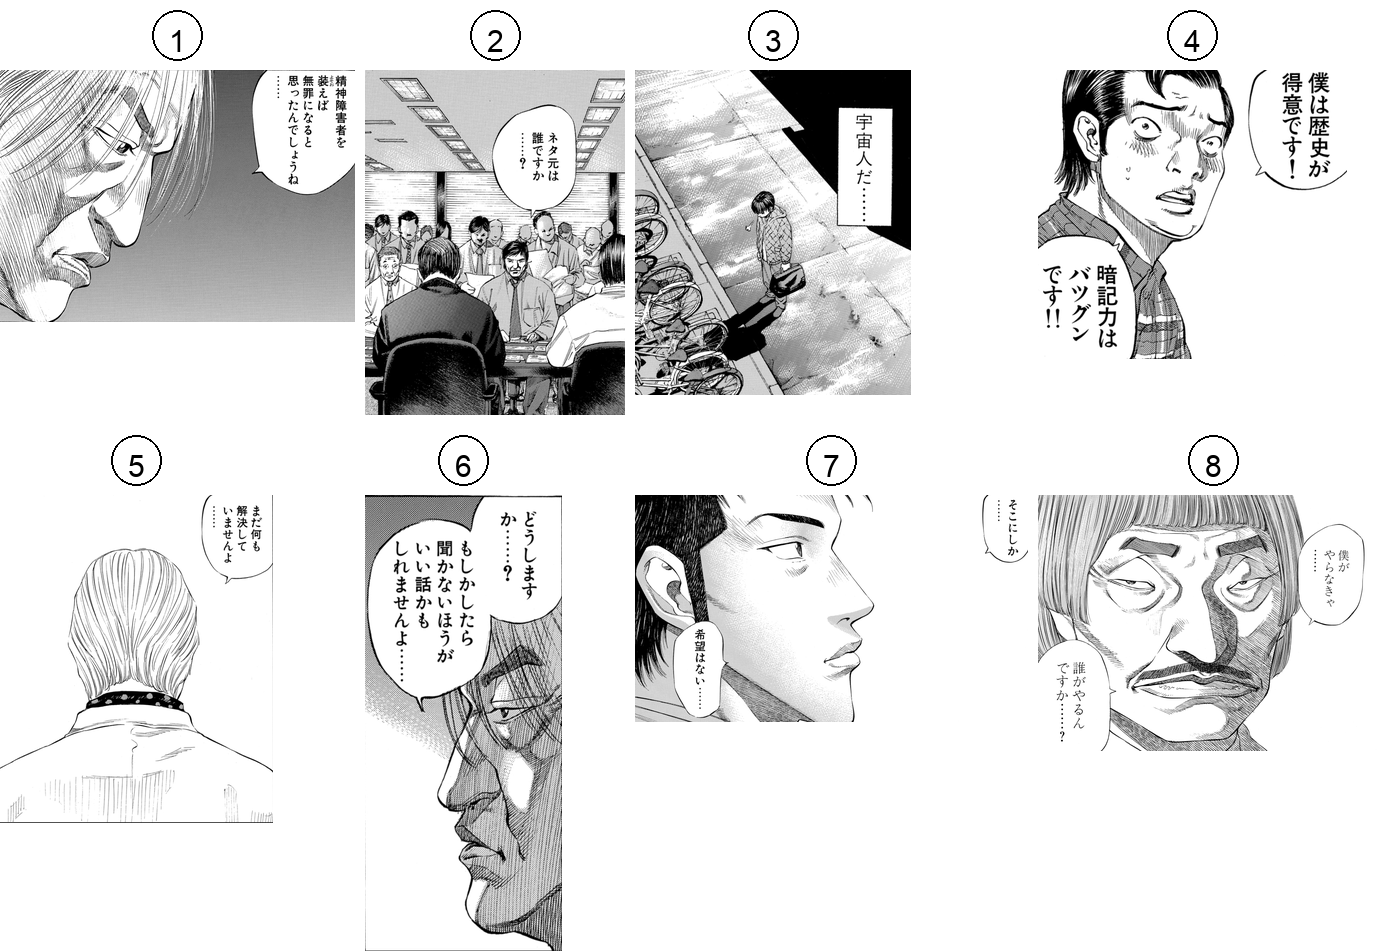 1
精神障害者を
装えば
無罪になると
思ったんでしょうね
……
2
ネタ元は
誰ですか
……?
3
宇宙人だ……
4
僕は歴史が
得意です!
暗記力は
バツグン
です!!
5
まだ何も
解決して
いませんよ
……
6
どうします
か……?
もしかしたら
聞かないほうが
いい話かも
しれませんよ……
7
そこにしか
……
希望はない……
8
僕が
やらなきゃ
……
誰がやるん
ですか……?